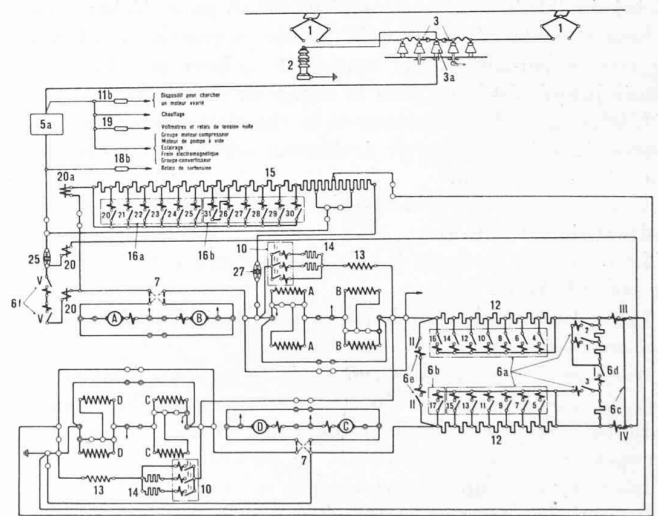 1 3 1
2 3a
11b Dispositif pour chercher
un moteur avarié
5a Chauffage
19 Voltmètres et relais de tension nulle
Groupe moteur-compresseur
Moteur de pompe à vide
Eclairage
Frein électromagnétique
Groupe-convertisseur
18b Relais de surtension
20a 15
20 21 22 23 24 25 31 26 27 28 29 30
16a 16b 10 14
25 20 27 13
V 7 A B 12 III
6f 20
V A B A B
II 16 14 12 10 8 6 4 2 1
6e 6b 6a 6d
II 17 15 13 11 9 7 5 3 6c
D C D C 12 IV
D C 7
13 14 10